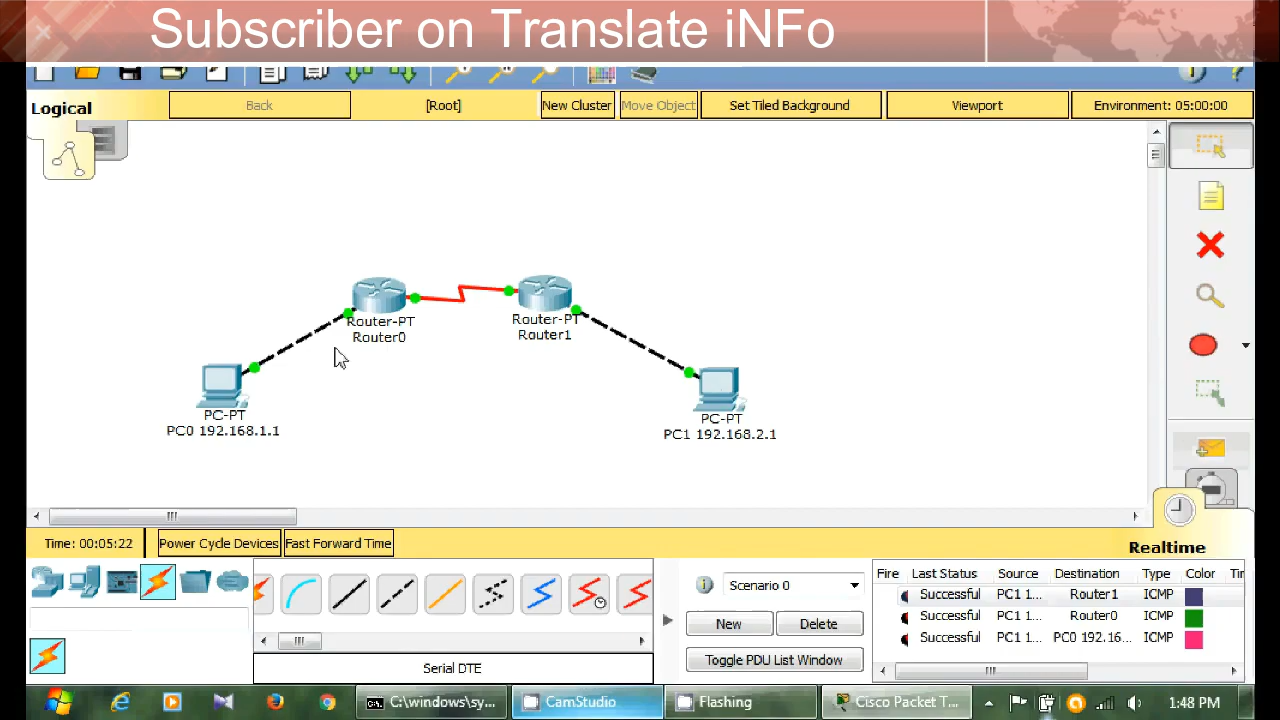 Subscriber on Translate iNFo
Logical
Back
[Root]
New Cluster
Move Object
Set Tiled Background
Viewport
Environment: 05:00:00
Router-PT
Router0
Router-PT
Router1
PC-PT
PC0 192.168.1.1
PC-PT
PC1 192.168.2.1
Time: 00:05:22
Power Cycle Devices
Fast Forward Time
Realtime
Scenario 0
New
Delete
Toggle PDU List Window
Serial DTE
Fire Last Status Source Destination Type Color
Successful PC1 1... Router1 ICMP
Successful PC1 1... Router0 ICMP
Successful PC1 1... PC0 192.16... ICMP
C:\windows\sy...
CamStudio
Flashing
Cisco Packet T...
1:48 PM